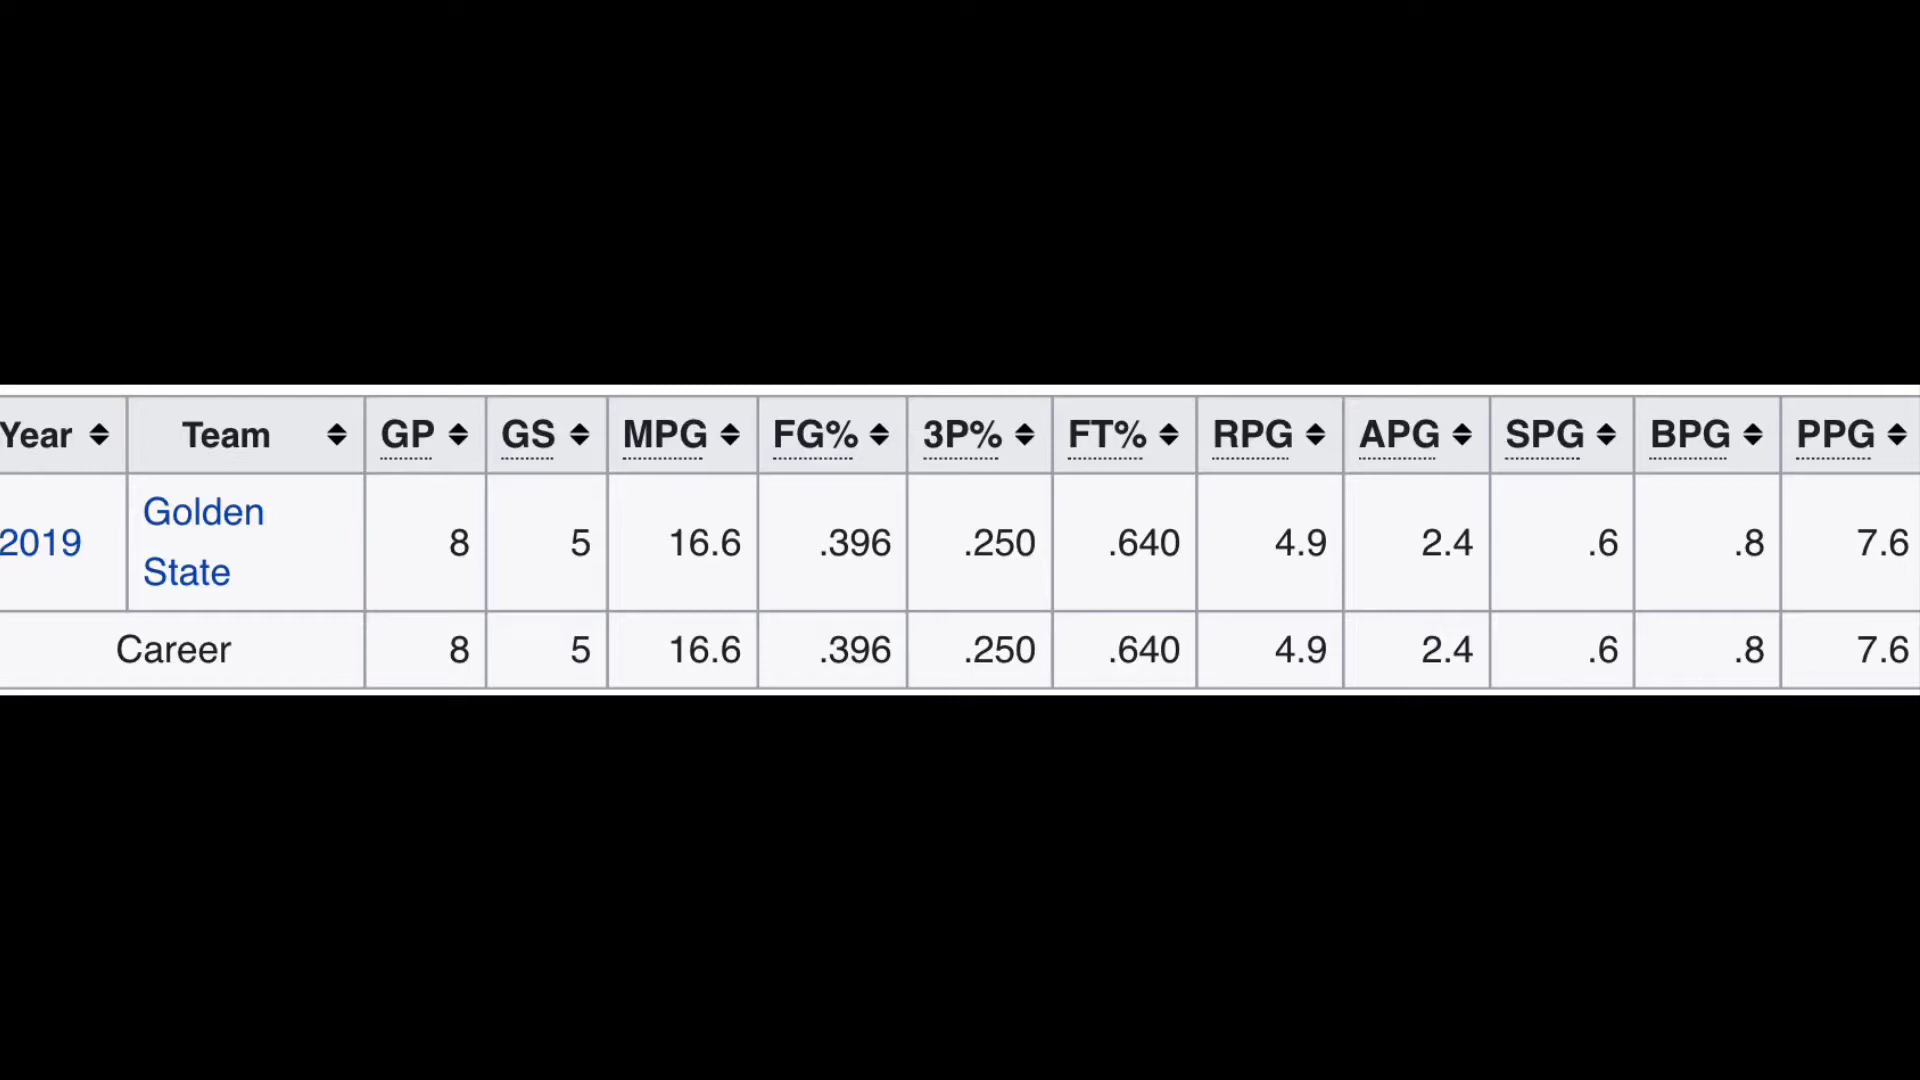 Year Team GP GS MPG FG% 3P% FT% RPG APG SPG BPG PPG
2019 Golden State 8 5 16.6 .396 .250 .640 4.9 2.4 .6 .8 7.6
Career 8 5 16.6 .396 .250 .640 4.9 2.4 .6 .8 7.6